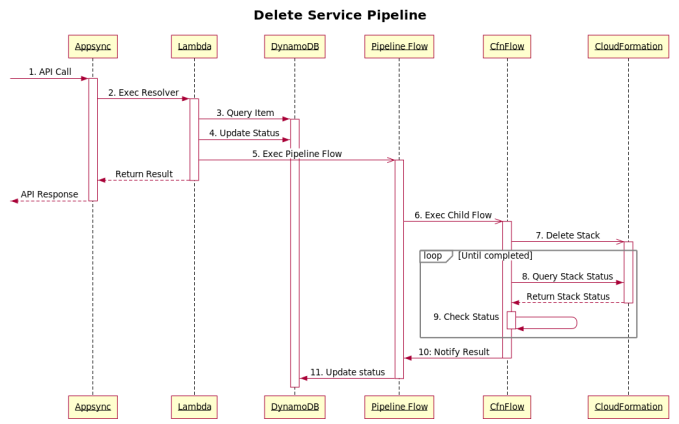 Delete Service Pipeline
Appsync Lambda DynamoDB Pipeline Flow CfnFlow CloudFormation
1. API Call
2. Exec Resolver
3. Query Item
4. Update Status
5. Exec Pipeline Flow
Return Result
API Response
6. Exec Child Flow
7. Delete Stack
loop [Until completed]
8. Query Stack Status
Return Stack Status
9. Check Status
10: Notify Result
11. Update status
Appsync Lambda DynamoDB Pipeline Flow CfnFlow CloudFormation